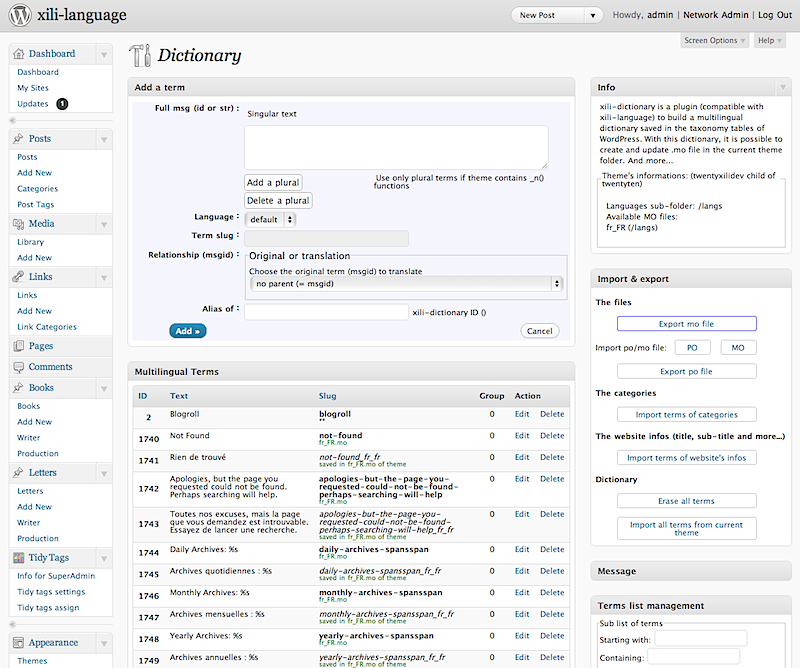 xili-language
New Post
Howdy, admin | Network Admin | Log Out
Screen Options
Help
Dashboard
Dashboard
My Sites
Updates 1
Posts
Posts
Add New
Categories
Post Tags
Media
Library
Add New
Links
Links
Add New
Link Categories
Pages
Comments
Books
Books
Add New
Writer
Production
Letters
Letters
Add New
Writer
Production
Tidy Tags
Info for SuperAdmin
Tidy tags settings
Tidy tags assign
Appearance
Themes
Dictionary
Add a term
Full msg (id or str) :
Singular text
Add a plural
Use only plural terms if theme contains _n()
functions
Delete a plural
Language :
default
Term slug :
Relationship (msgid) :
Original or translation
Choose the original term (msgid) to translate
no parent (= msgid)
Alias of :
xili-dictionary ID ()
Add »
Cancel
Multilingual Terms
ID Text Slug Group Action
2 Blogroll blogroll 0 Edit Delete
**
1740 Not Found not-found 0 Edit Delete
fr_FR.mo
1741 Rien de trouvé not-found_fr_fr 0 Edit Delete
saved in fr_FR.mo of theme
1742 Apologies, but the page you requested could not be found. Perhaps searching will help. apologies-but-the-page-you-requested-could-not-be-found-perhaps-searching-will-help 0 Edit Delete
fr_FR.mo
1743 Toutes nos excuses, mais la page que vous demandez est introuvable. Essayez de lancer une recherche. apologies-but-the-page-you-requested-could-not-be-found-perhaps-searching-will-help_fr_fr 0 Edit Delete
saved in fr_FR.mo of theme
1744 Daily Archives: %s daily-archives-spansspan 0 Edit Delete
fr_FR.mo
1745 Archives quotidiennes : %s daily-archives-spansspan_fr_fr 0 Edit Delete
saved in fr_FR.mo of theme
1746 Monthly Archives: %s monthly-archives-spansspan 0 Edit Delete
fr_FR.mo
1747 Archives mensuelles : %s monthly-archives-spansspan_fr_fr 0 Edit Delete
saved in fr_FR.mo of theme
1748 Yearly Archives: %s yearly-archives-spansspan 0 Edit Delete
fr_FR.mo
1749 Archives annuelles : %s yearly-archives-spansspan_fr_fr 0 Edit Delete
saved in fr_FR.mo of theme
Info
xili-dictionary is a plugin (compatible with
xili-language) to build a multilingual
dictionary saved in the taxonomy tables of
WordPress. With this dictionary, it is possible to
create and update .mo file in the current theme
folder. And more...
Theme's informations: (twentyxilidev child of
twentyten)
Languages sub-folder: /langs
Available MO files:
fr_FR (/langs)
Import & export
The files
Export mo file
Import po/mo file: PO MO
Export po file
The categories
Import terms of categories
The website infos (title, sub-title and more...)
Import terms of website's infos
Dictionary
Erase all terms
Import all terms from current
theme
Message
Terms list management
Sub list of terms
Starting with:
Containing: